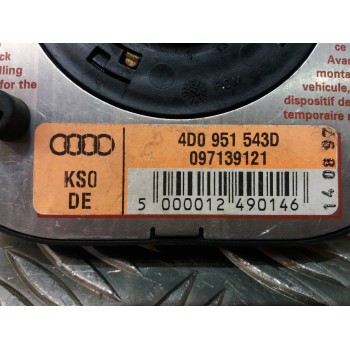 ck
lling
for the
ce
Avan
monta
vehicule,
dispositif de
temporaire
4D0 951 543D
097139121
KSO
DE
5 000012 490146
14 08 97